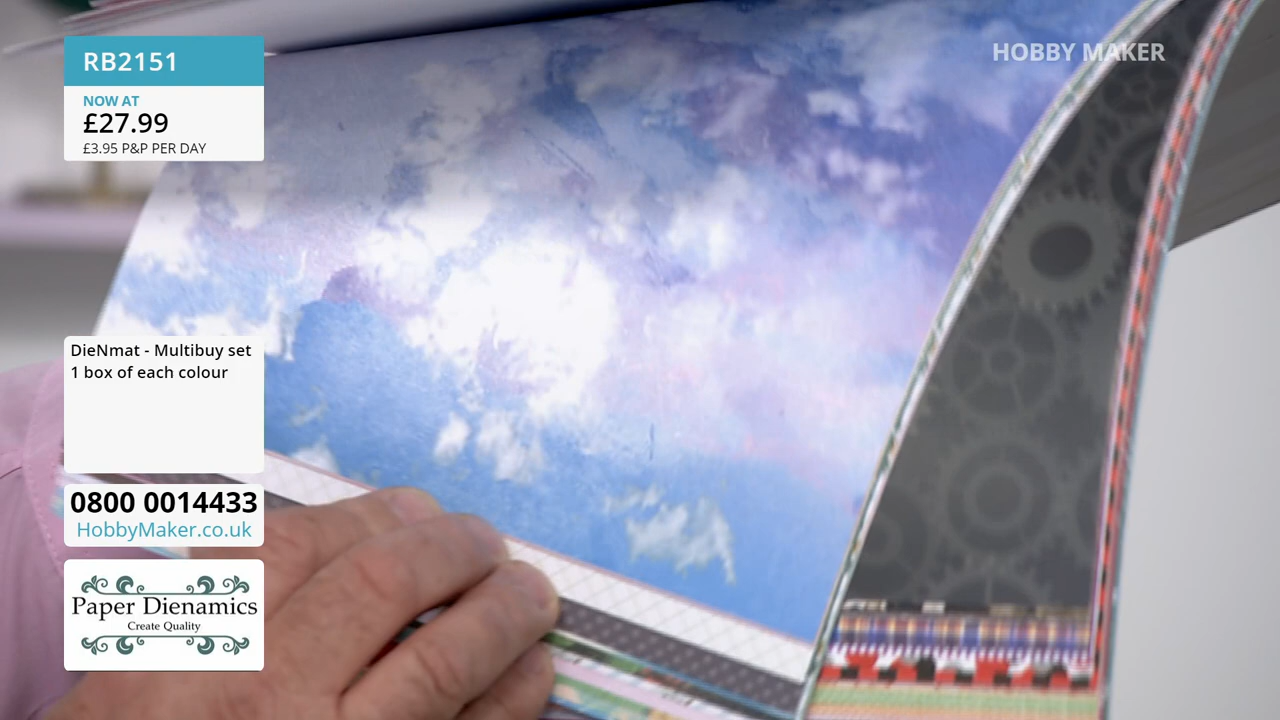 RB2151
NOW AT
£27.99
£3.95 P&P PER DAY
HOBBY MAKER
DieNmat - Multibuy set
1 box of each colour
0800 0014433
HobbyMaker.co.uk
Paper Dienamics
Create Quality